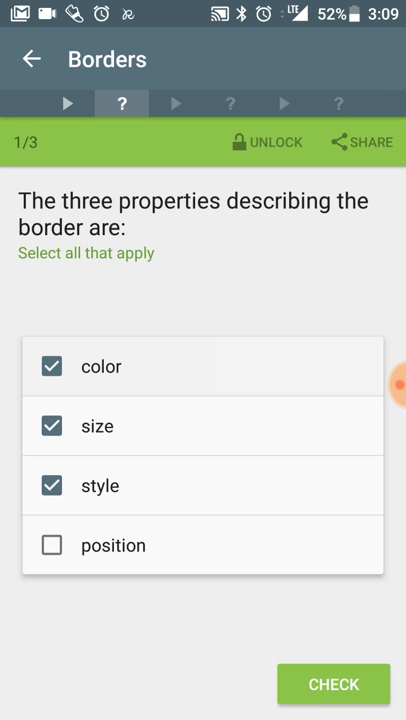 LTE 52% 3:09
Borders
? ? ?
1/3 UNLOCK SHARE
The three properties describing the
border are:
Select all that apply
color
size
style
position
CHECK